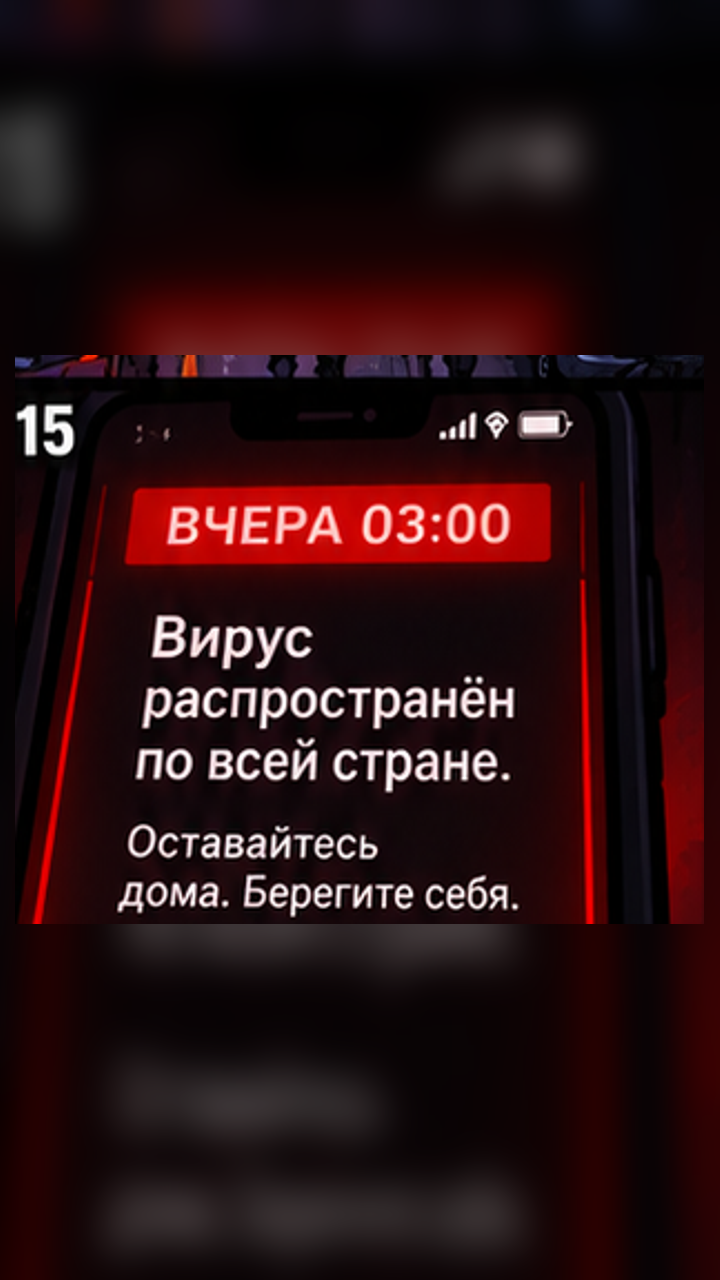 15
ВЧЕРА 03:00
Вирус
распространён
по всей стране.
Оставайтесь
дома. Берегите себя.